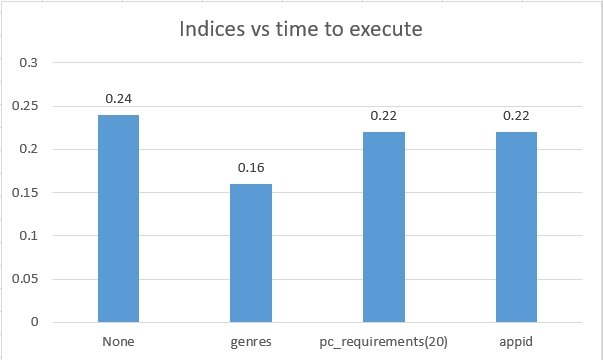 Indices vs time to execute
0.3
0.25
0.2
0.15
0.1
0.05
0
0.24
0.16
0.22
0.22
None
genres
pc_requirements(20)
appid